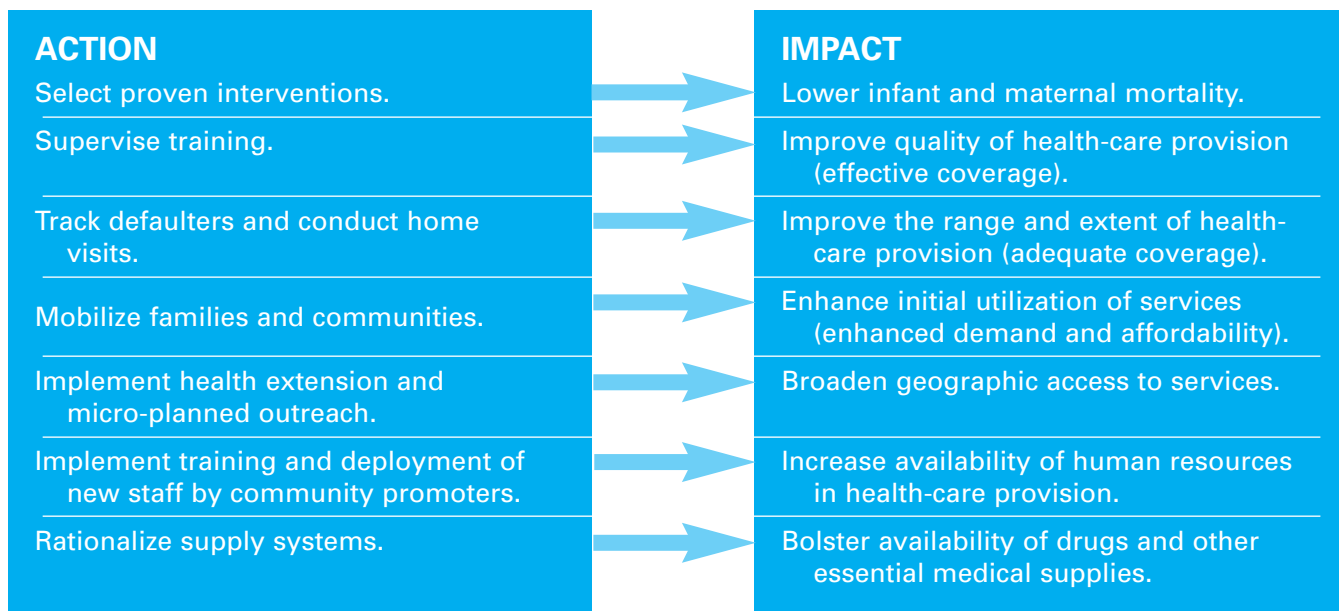 ACTION
Select proven interventions.
Supervise training.
Track defaulters and conduct home
visits.
Mobilize families and communities.
Implement health extension and
micro-planned outreach.
Implement training and deployment of
new staff by community promoters.
Rationalize supply systems.
IMPACT
Lower infant and maternal mortality.
Improve quality of health-care provision
(effective coverage).
Improve the range and extent of health-
care provision (adequate coverage).
Enhance initial utilization of services
(enhanced demand and affordability).
Broaden geographic access to services.
Increase availability of human resources
in health-care provision.
Bolster availability of drugs and other
essential medical supplies.